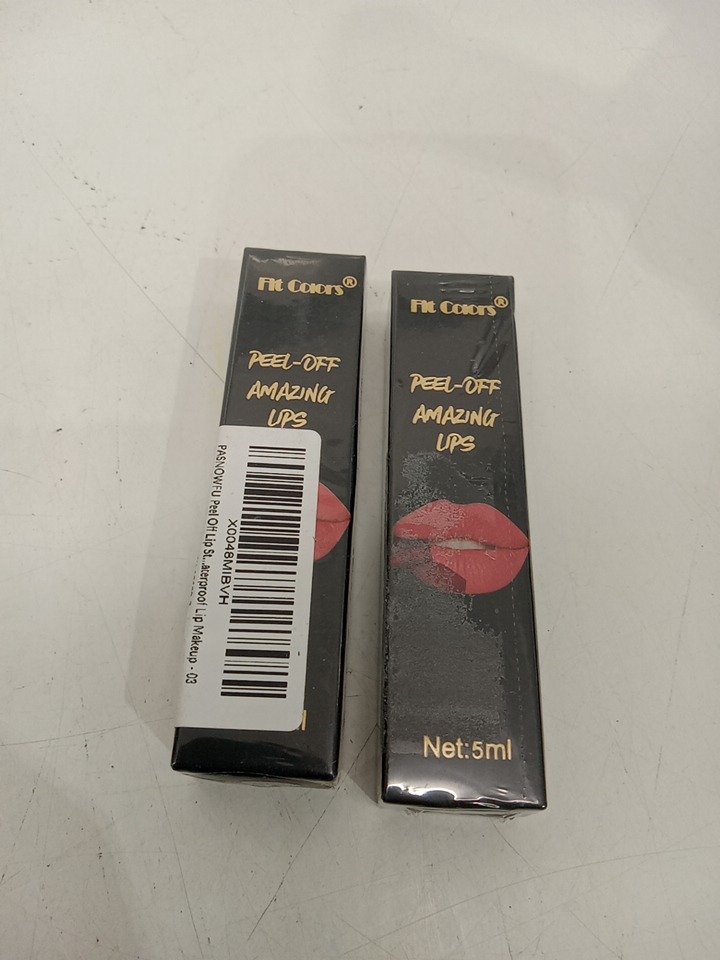 Fit Colors®
PEEL-OFF
AMAZING
LIPS
X0048MIBVH
PASNOWFU Peel Off Lip St...aterproof Lip Makeup - 03
Fit Colors®
PEEL-OFF
AMAZING
LIPS
Net:5ml